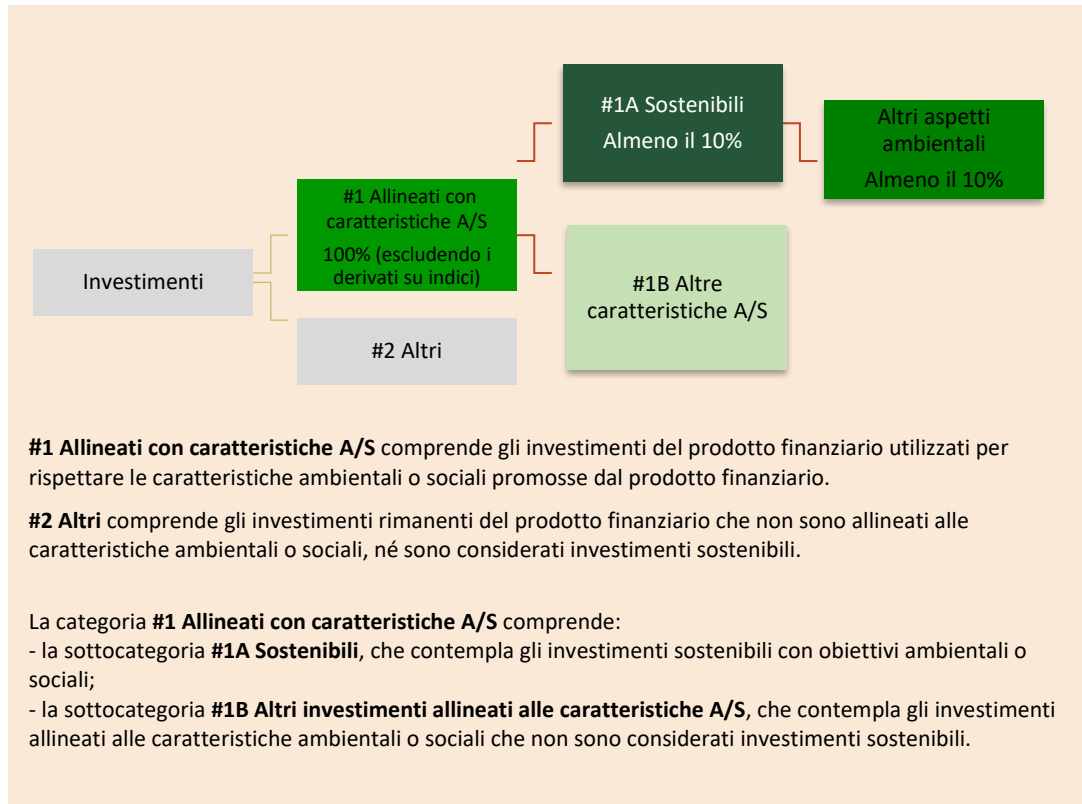 #1A Sostenibili
Almeno il 10%
Altri aspetti
ambientali
Almeno il 10%
#1 Allineati con
caratteristiche A/S
100% (escludendo i
derivati su indici)
Investimenti
#1B Altre
caratteristiche A/S
#2 Altri
#1 Allineati con caratteristiche A/S comprende gli investimenti del prodotto finanziario utilizzati per
rispettare le caratteristiche ambientali o sociali promosse dal prodotto finanziario.
#2 Altri comprende gli investimenti rimanenti del prodotto finanziario che non sono allineati alle
caratteristiche ambientali o sociali, né sono considerati investimenti sostenibili.
La categoria #1 Allineati con caratteristiche A/S comprende:
- la sottocategoria #1A Sostenibili, che contempla gli investimenti sostenibili con obiettivi ambientali o
sociali;
- la sottocategoria #1B Altri investimenti allineati alle caratteristiche A/S, che contempla gli investimenti
allineati alle caratteristiche ambientali o sociali che non sono considerati investimenti sostenibili.